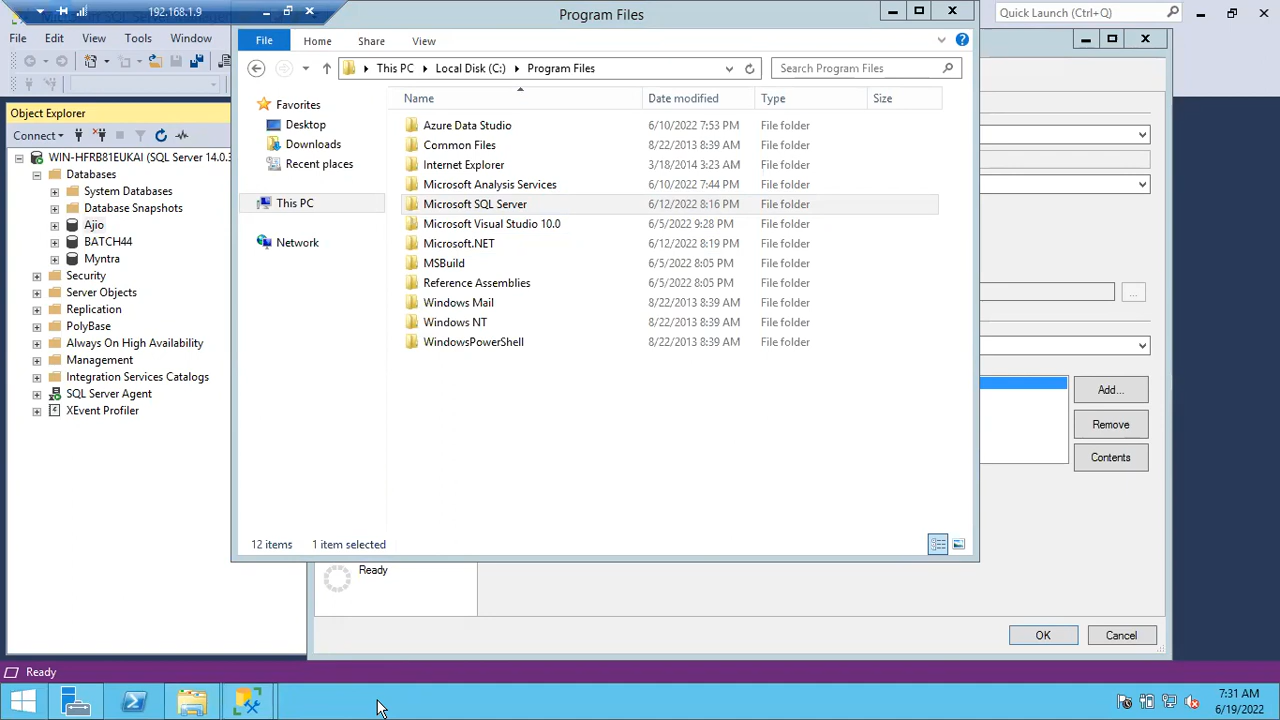 192.168.1.9
Program Files
Quick Launch (Ctrl+Q)
File Edit View Tools Window
File Home Share View
This PC Local Disk (C:) Program Files
Search Program Files
Object Explorer
Connect
WIN-HFRB81EUKAI (SQL Server 14.0.3
Databases
System Databases
Database Snapshots
Ajio
BATCH44
Myntra
Security
Server Objects
Replication
PolyBase
Always On High Availability
Management
Integration Services Catalogs
SQL Server Agent
XEvent Profiler
Favorites
Desktop
Downloads
Recent places
This PC
Network
Name Date modified Type Size
Azure Data Studio 6/10/2022 7:53 PM File folder
Common Files 8/22/2013 8:39 AM File folder
Internet Explorer 3/18/2014 3:23 AM File folder
Microsoft Analysis Services 6/10/2022 7:44 PM File folder
Microsoft SQL Server 6/12/2022 8:16 PM File folder
Microsoft Visual Studio 10.0 6/5/2022 9:28 PM File folder
Microsoft.NET 6/12/2022 8:19 PM File folder
MSBuild 6/5/2022 8:05 PM File folder
Reference Assemblies 6/5/2022 8:05 PM File folder
Windows Mail 8/22/2013 8:39 AM File folder
Windows NT 8/22/2013 8:39 AM File folder
WindowsPowerShell 8/22/2013 8:39 AM File folder
12 items 1 item selected
...
Add...
Remove
Contents
Ready
OK Cancel
Ready
7:31 AM
6/19/2022